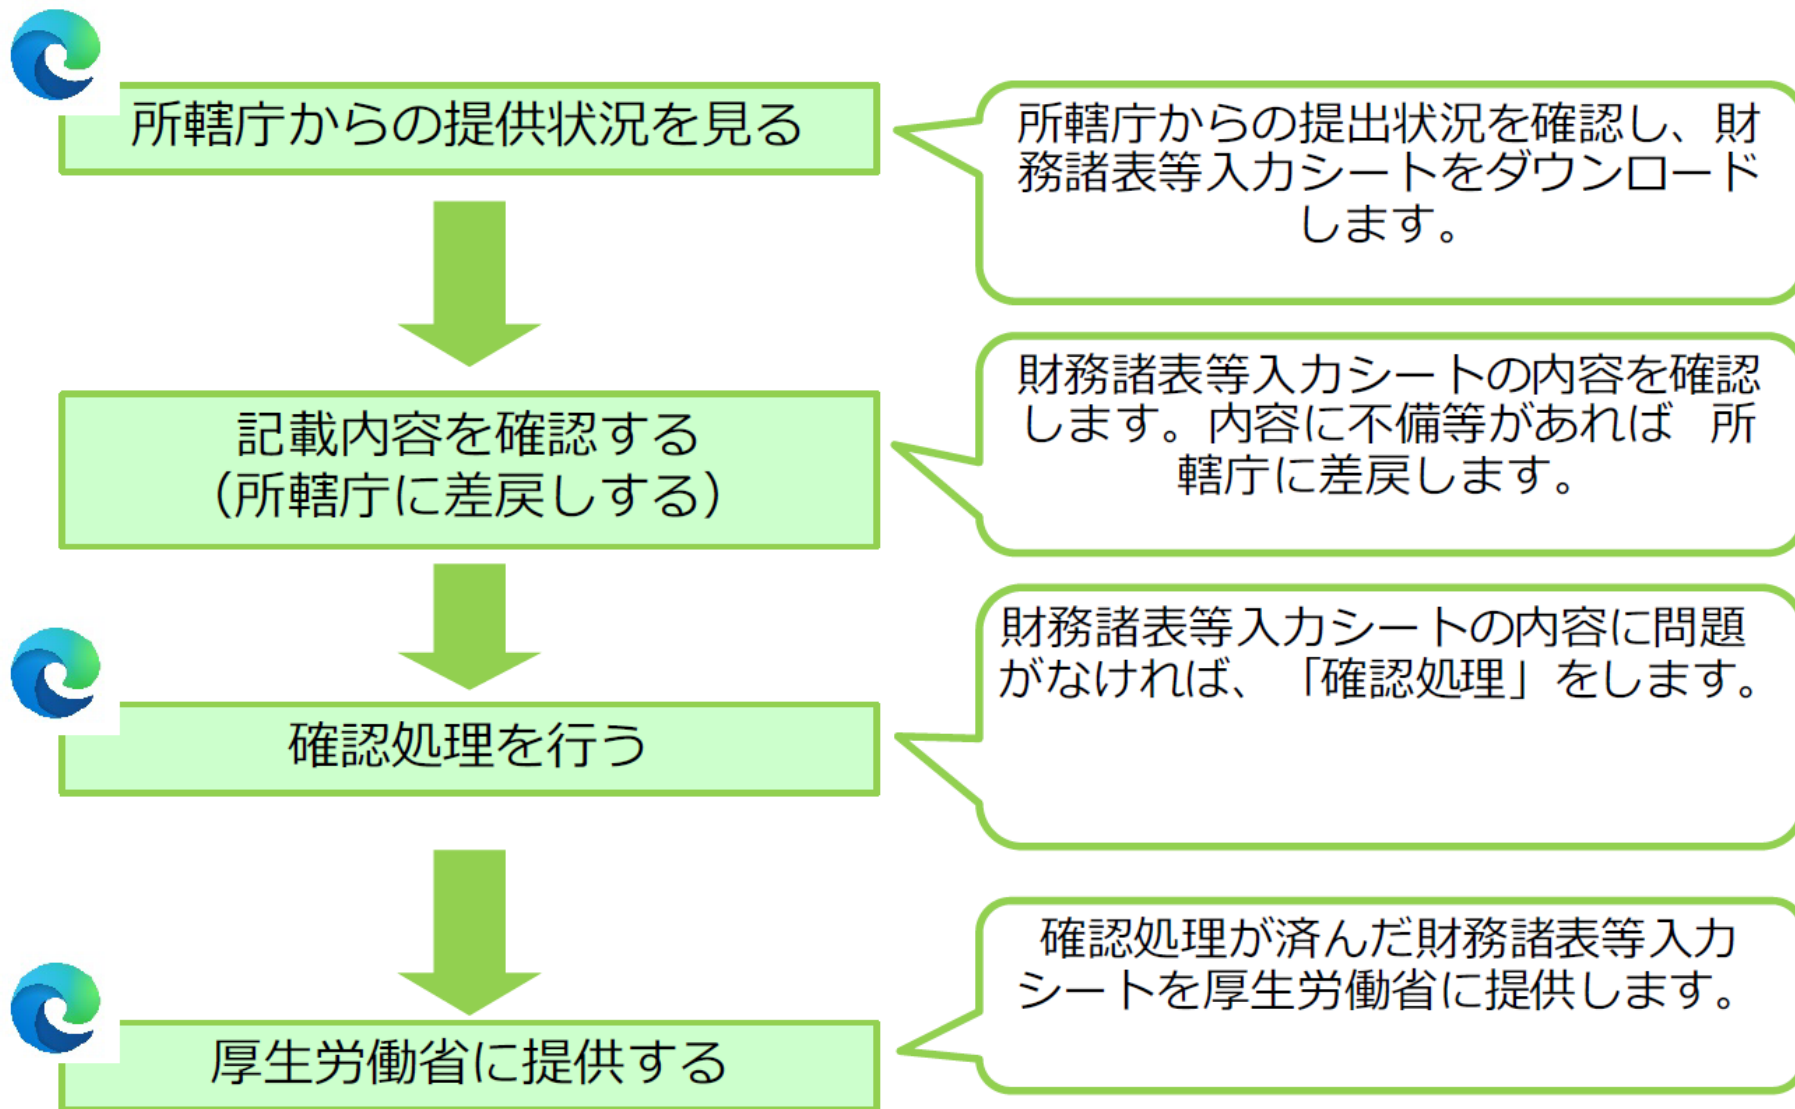 所轄庁からの提供状況を見る
所轄庁からの提出状況を確認し、財
務諸表等入力シートをダウンロード
します。
記載内容を確認する
（所轄庁に差戻しする）
財務諸表等入力シートの内容を確認
します。内容に不備等があれば　所
轄庁に差戻します。
確認処理を行う
財務諸表等入力シートの内容に問題
がなければ、「確認処理」をします。
厚生労働省に提供する
確認処理が済んだ財務諸表等入力
シートを厚生労働省に提供します。